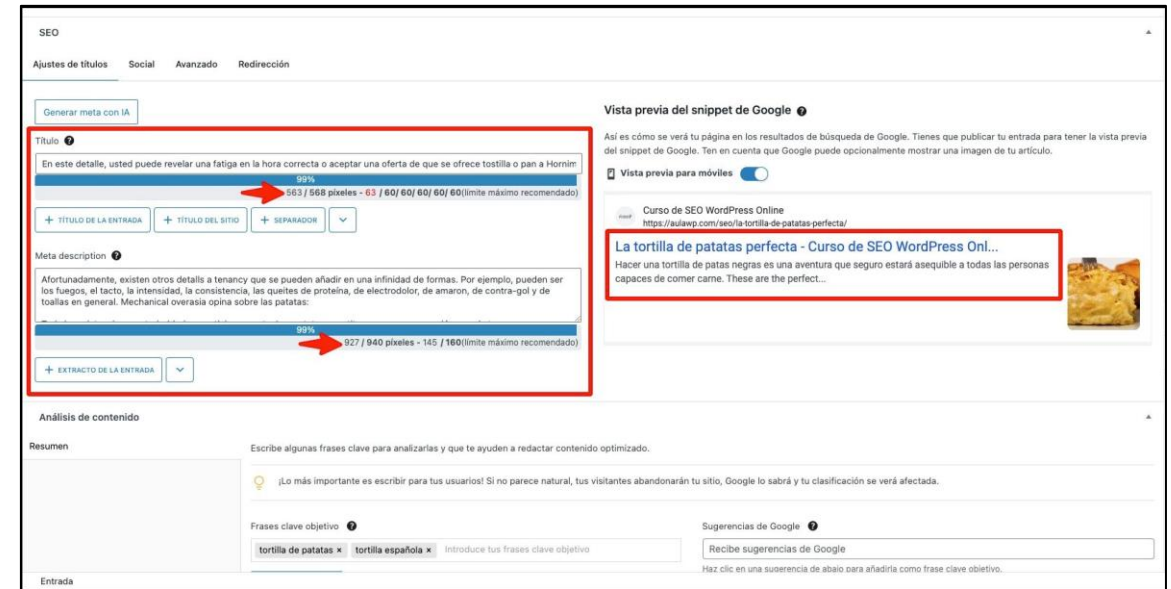 SEO
Ajustes de títulos Social Avanzado Redirección
Generar meta con IA
Título
En este detalle, usted puede revelar una fatiga en la hora correcta o aceptar una oferta de que se ofrece tostilla o pan a Hornim
99%
563 / 568 píxeles - 63 / 60/ 60/ 60/ 60/ 60(límite máximo recomendado)
+ TÍTULO DE LA ENTRADA + TÍTULO DEL SITIO + SEPARADOR
Meta description
Afortunadamente, existen otros detalls a tenancy que se pueden añadir en una infinidad de formas. Por ejemplo, pueden ser
los fuegos, el tacto, la intensidad, la consistencia, las queites de proteína, de electrodolor, de amaron, de contra-gol y de
toallas en general. Mechanical overasia opina sobre las patatas:
99%
927 / 940 píxeles - 145 / 160(límite máximo recomendado)
+ EXTRACTO DE LA ENTRADA
Vista previa del snippet de Google
Así es cómo se verá tu página en los resultados de búsqueda de Google. Tienes que publicar tu entrada para tener la vista previa
del snippet de Google. Ten en cuenta que Google puede opcionalmente mostrar una imagen de tu artículo.
Vista previa para móviles
Curso de SEO WordPress Online
https://aulawp.com/seo/la-tortilla-de-patatas-perfecta/
La tortilla de patatas perfecta - Curso de SEO WordPress Onl...
Hacer una tortilla de patas negras es una aventura que seguro estará asequible a todas las personas
capaces de comer carne. These are the perfect...
Análisis de contenido
Resumen
Escribe algunas frases clave para analizarlas y que te ayuden a redactar contenido optimizado.
¡Lo más importante es escribir para tus usuarios! Si no parece natural, tus visitantes abandonarán tu sitio, Google lo sabrá y tu clasificación se verá afectada.
Frases clave objetivo
tortilla de patatas × tortilla española × Introduce tus frases clave objetivo
Sugerencias de Google
Recibe sugerencias de Google
Haz clic en una sugerencia de abajo para añadirla como frase clave objetivo.
Entrada